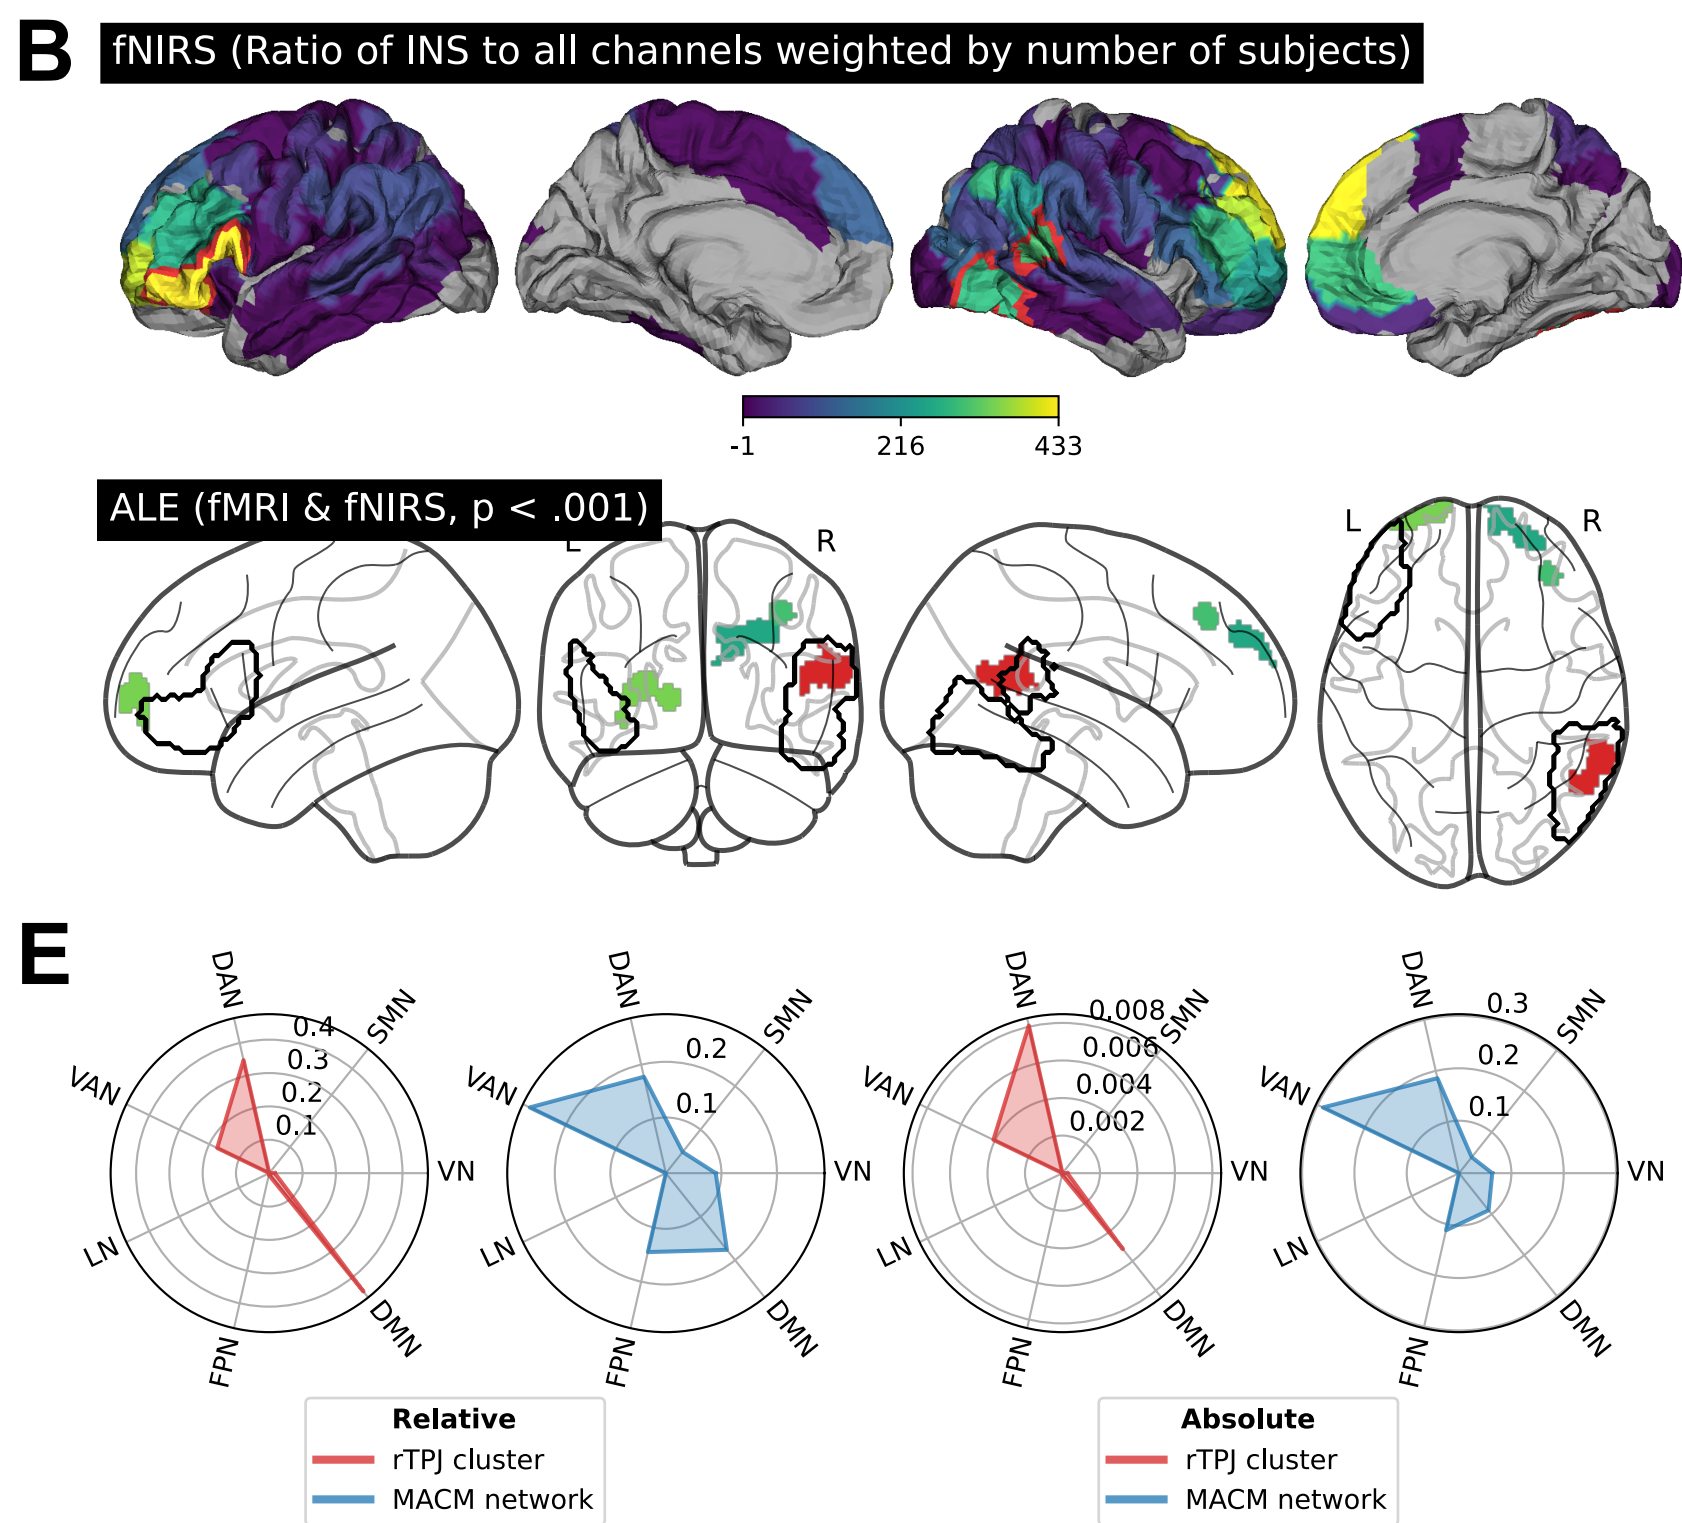 B
fNIRS (Ratio of INS to all channels weighted by number of subjects)
-1 216 433
ALE (fMRI & fNIRS, p < .001)
L R
L R
E
DAN SMN VAN VN LN FPN DMN
0.4
0.3
0.2
0.1
DAN SMN VAN VN LN FPN DMN
0.2
0.1
DAN SMN VAN VN LN FPN DMN
0.008
0.006
0.004
0.002
DAN SMN VAN VN LN FPN DMN
0.3
0.2
0.1
Relative
rTPJ cluster
MACM network
Absolute
rTPJ cluster
MACM network